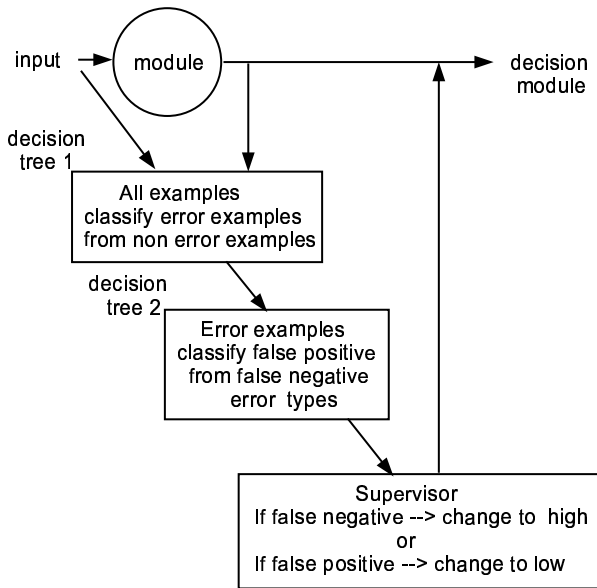 input
module
decision
module
decision
tree 1
All examples
classify error examples
from non error examples
decision
tree 2
Error examples
classify false positive
from false negative
error types
Supervisor
If false negative --> change to high
or
If false positive --> change to low